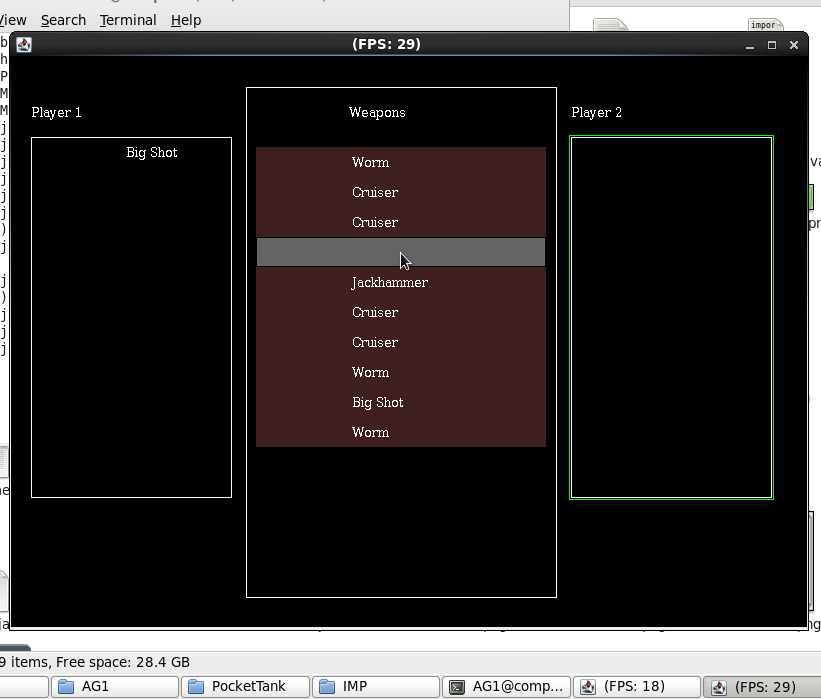 View Search Terminal Help
impor
(FPS: 29)
Player 1
Weapons
Player 2
Big Shot
Worm
Cruiser
Cruiser
Jackhammer
Cruiser
Cruiser
Worm
Big Shot
Worm
9 items, Free space: 28.4 GB
AG1
PocketTank
IMP
AG1@comp...
(FPS: 18)
(FPS: 29)